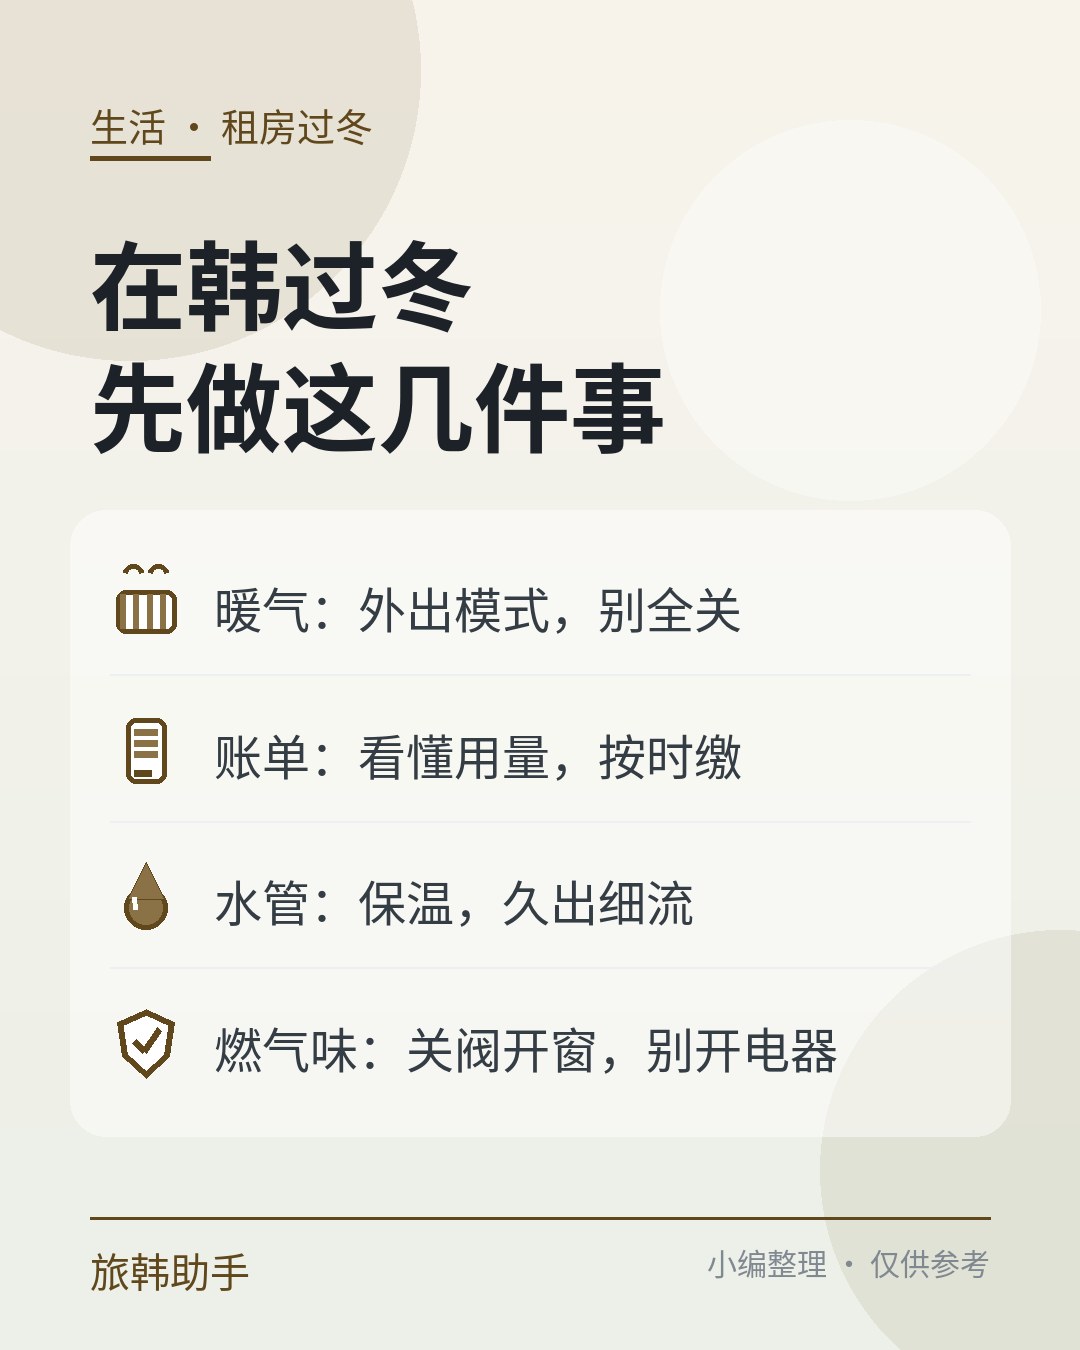 生活 · 租房过冬
在韩过冬
先做这几件事
暖气：外出模式，别全关
账单：看懂用量，按时缴
水管：保温，久出细流
燃气味：关阀开窗，别开电器
旅韩助手
小编整理 · 仅供参考